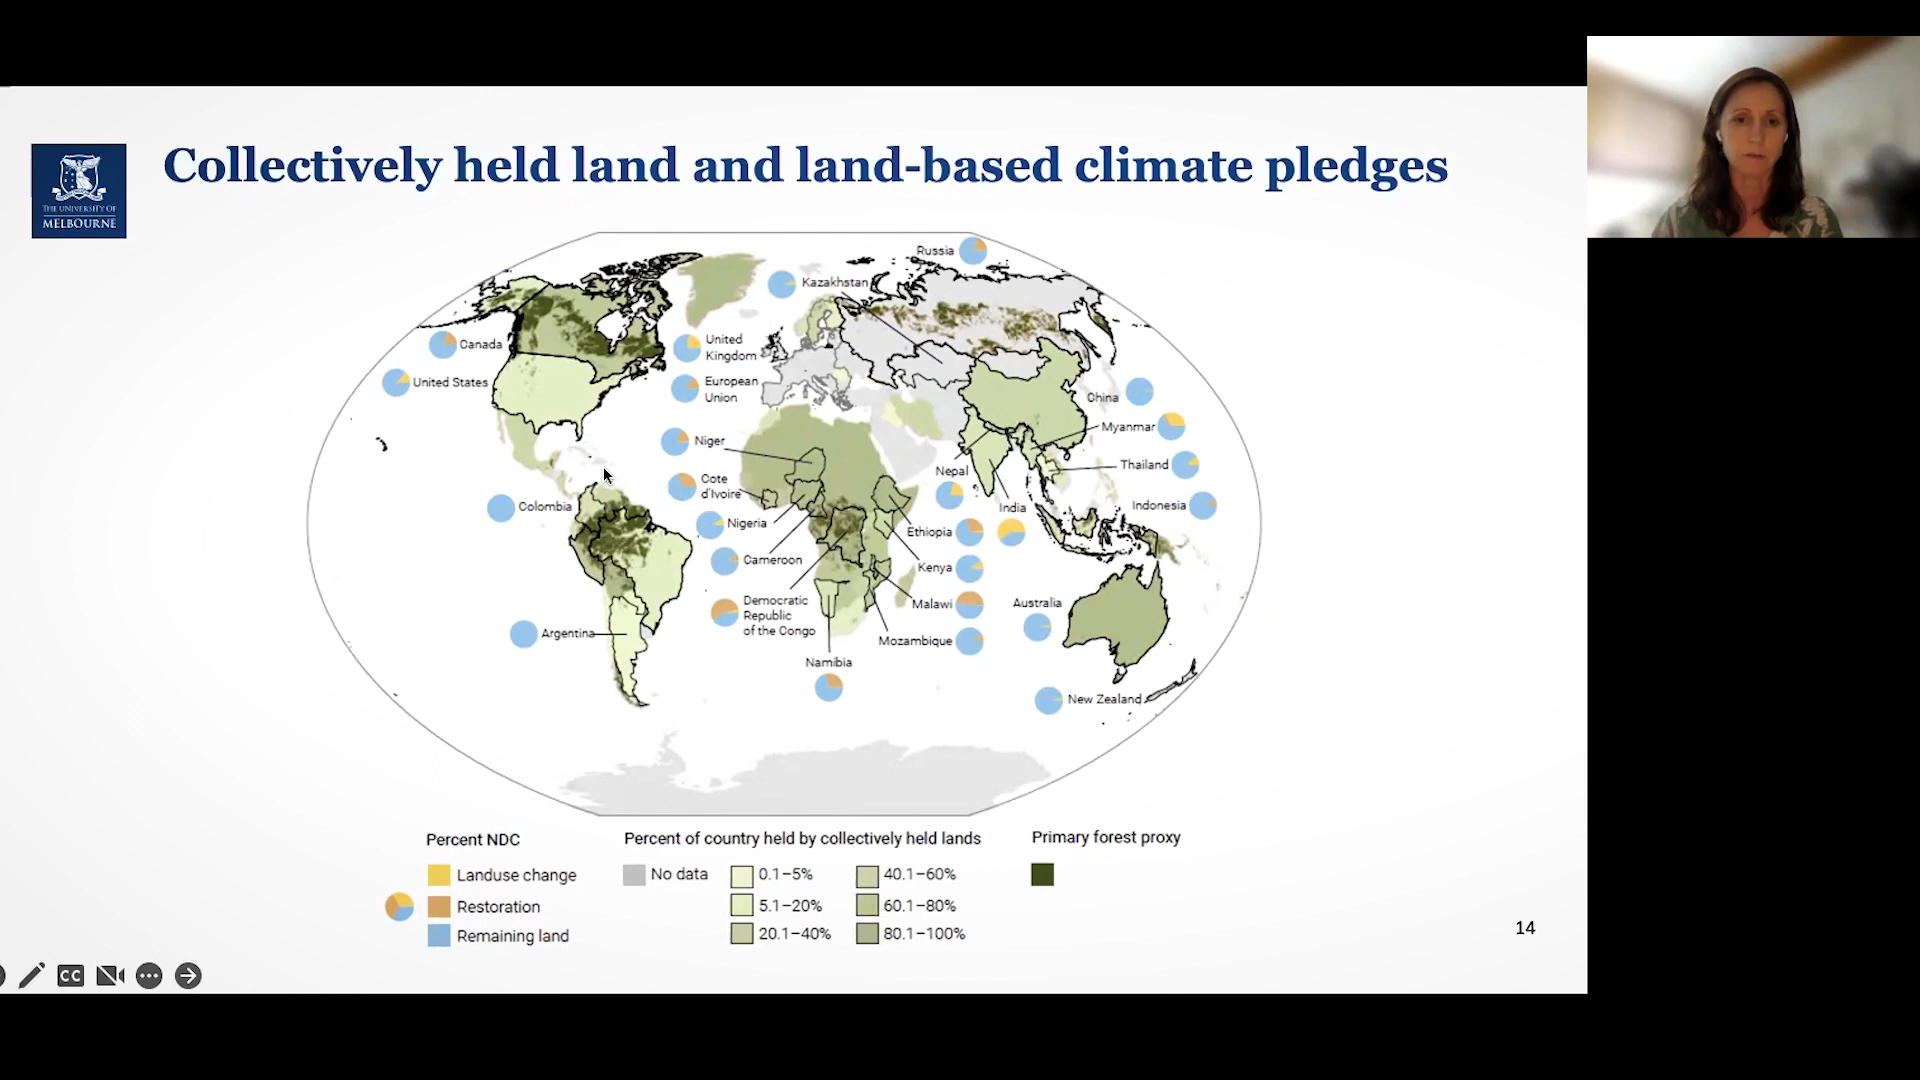 Collectively held land and land-based climate pledges
THE UNIVERSITY OF
MELBOURNE
Russia
Kazakhstan
Canada
United
Kingdom
United States
European
Union
China
Myanmar
Niger
Thailand
Nepal
Cote
d'Ivoire
Indonesia
Colombia
India
Nigeria
Ethiopia
Cameroon
Kenya
Democratic
Republic
of the Congo
Malawi
Australia
Argentina
Mozambique
Namibia
New Zealand
Percent NDC
Landuse change
Restoration
Remaining land
Percent of country held by collectively held lands
No data
0.1–5%
5.1–20%
20.1–40%
40.1–60%
60.1–80%
80.1–100%
Primary forest proxy
14
CC